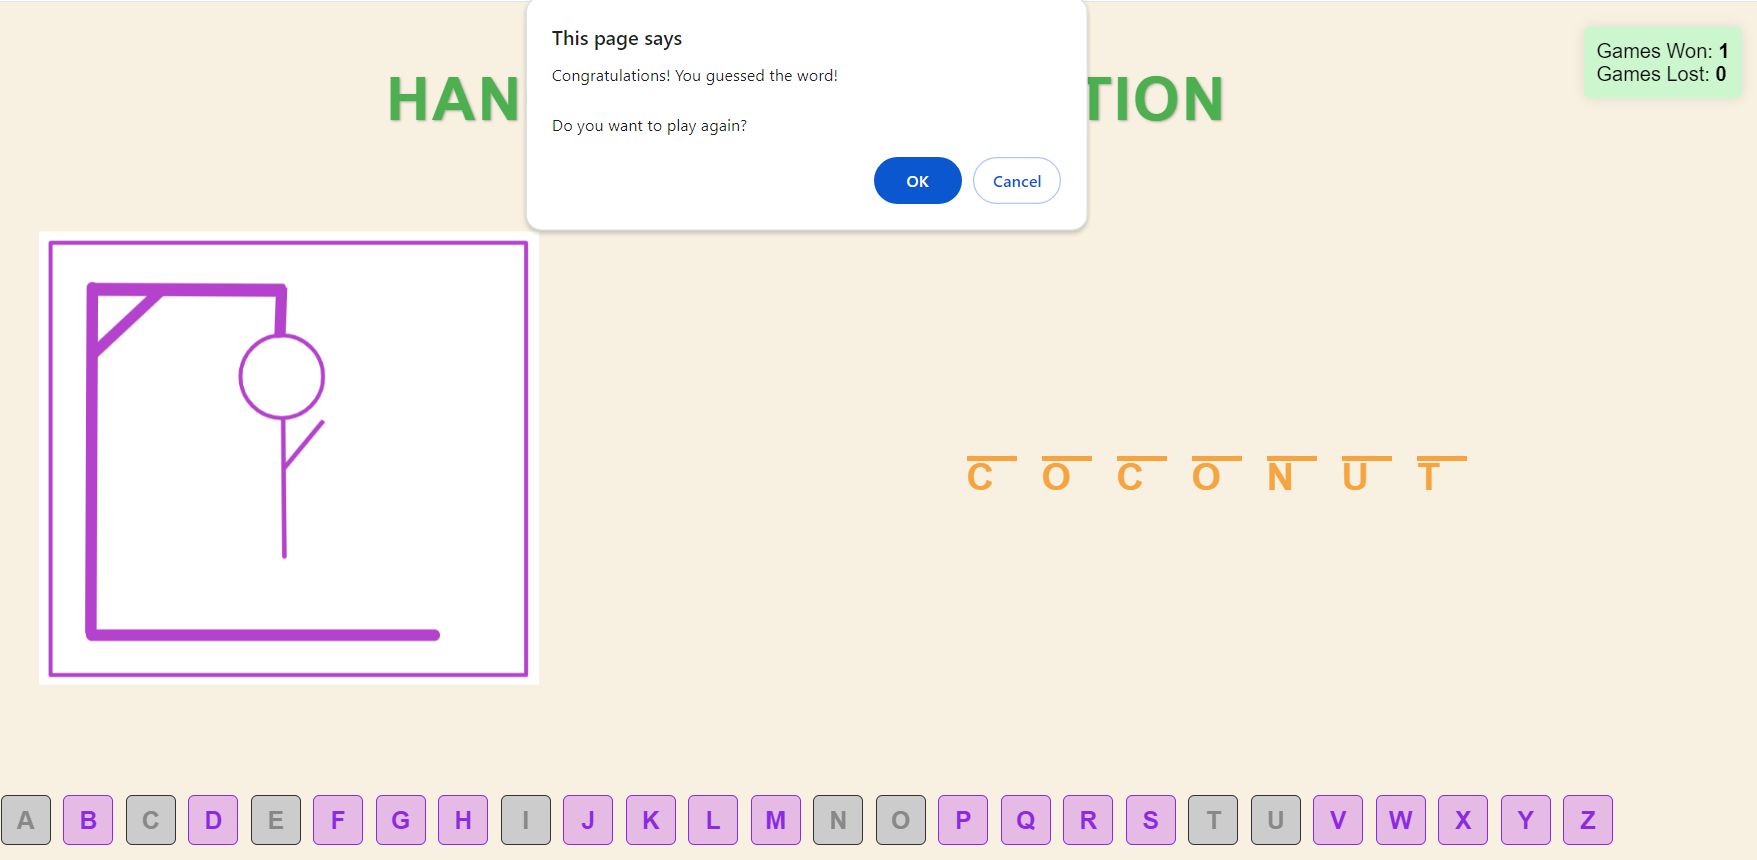 This page says
Congratulations! You guessed the word!
Do you want to play again?
OK Cancel
HAN TION
Games Won: 1
Games Lost: 0
C O C O N U T
A B C D E F G H I J K L M N O P Q R S T U V W X Y Z